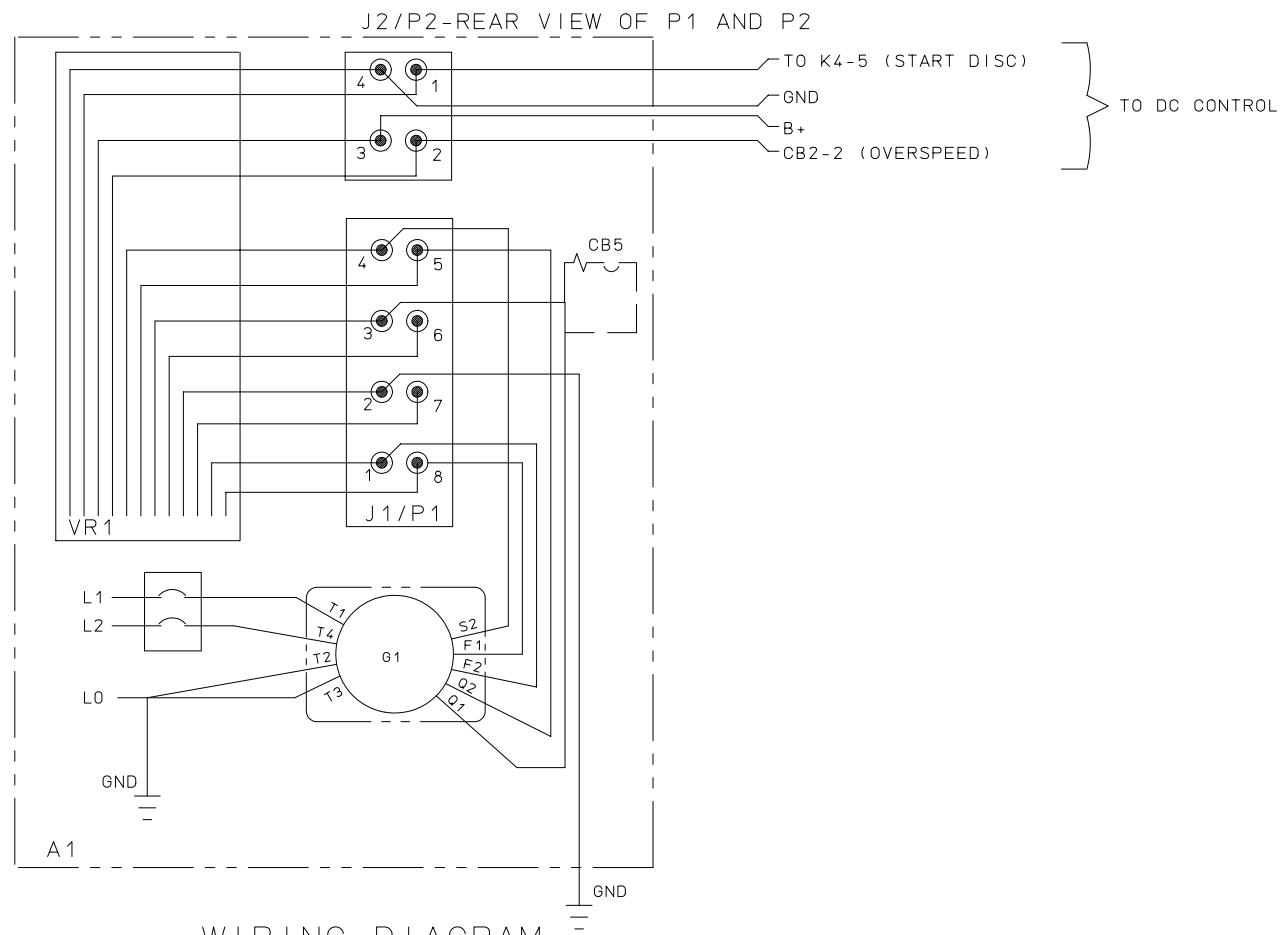 J2/P2-REAR VIEW OF P1 AND P2
TO K4-5 (START DISC)
4
1
GND
TO DC CONTROL
B+
3
2
CB2-2 (OVERSPEED)
CB5
4
5
3
6
2
7
1
8
VR1
J1/P1
L1
T1
L2
T4
S2
F1
T2
G1
F2
Q2
L0
T3
Q1
GND
A1
GND
WIRING DIAGRAM